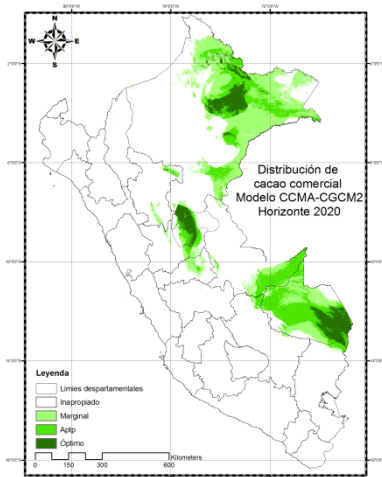 N
W E
S
Distribución de
cacao comercial
Modelo CCMA-CGCM2
Horizonte 2020
Leyenda
Limies despartamentales
Inapropiado
Marginal
Aptp
Óptimo
Kilometers
0 150 300 600